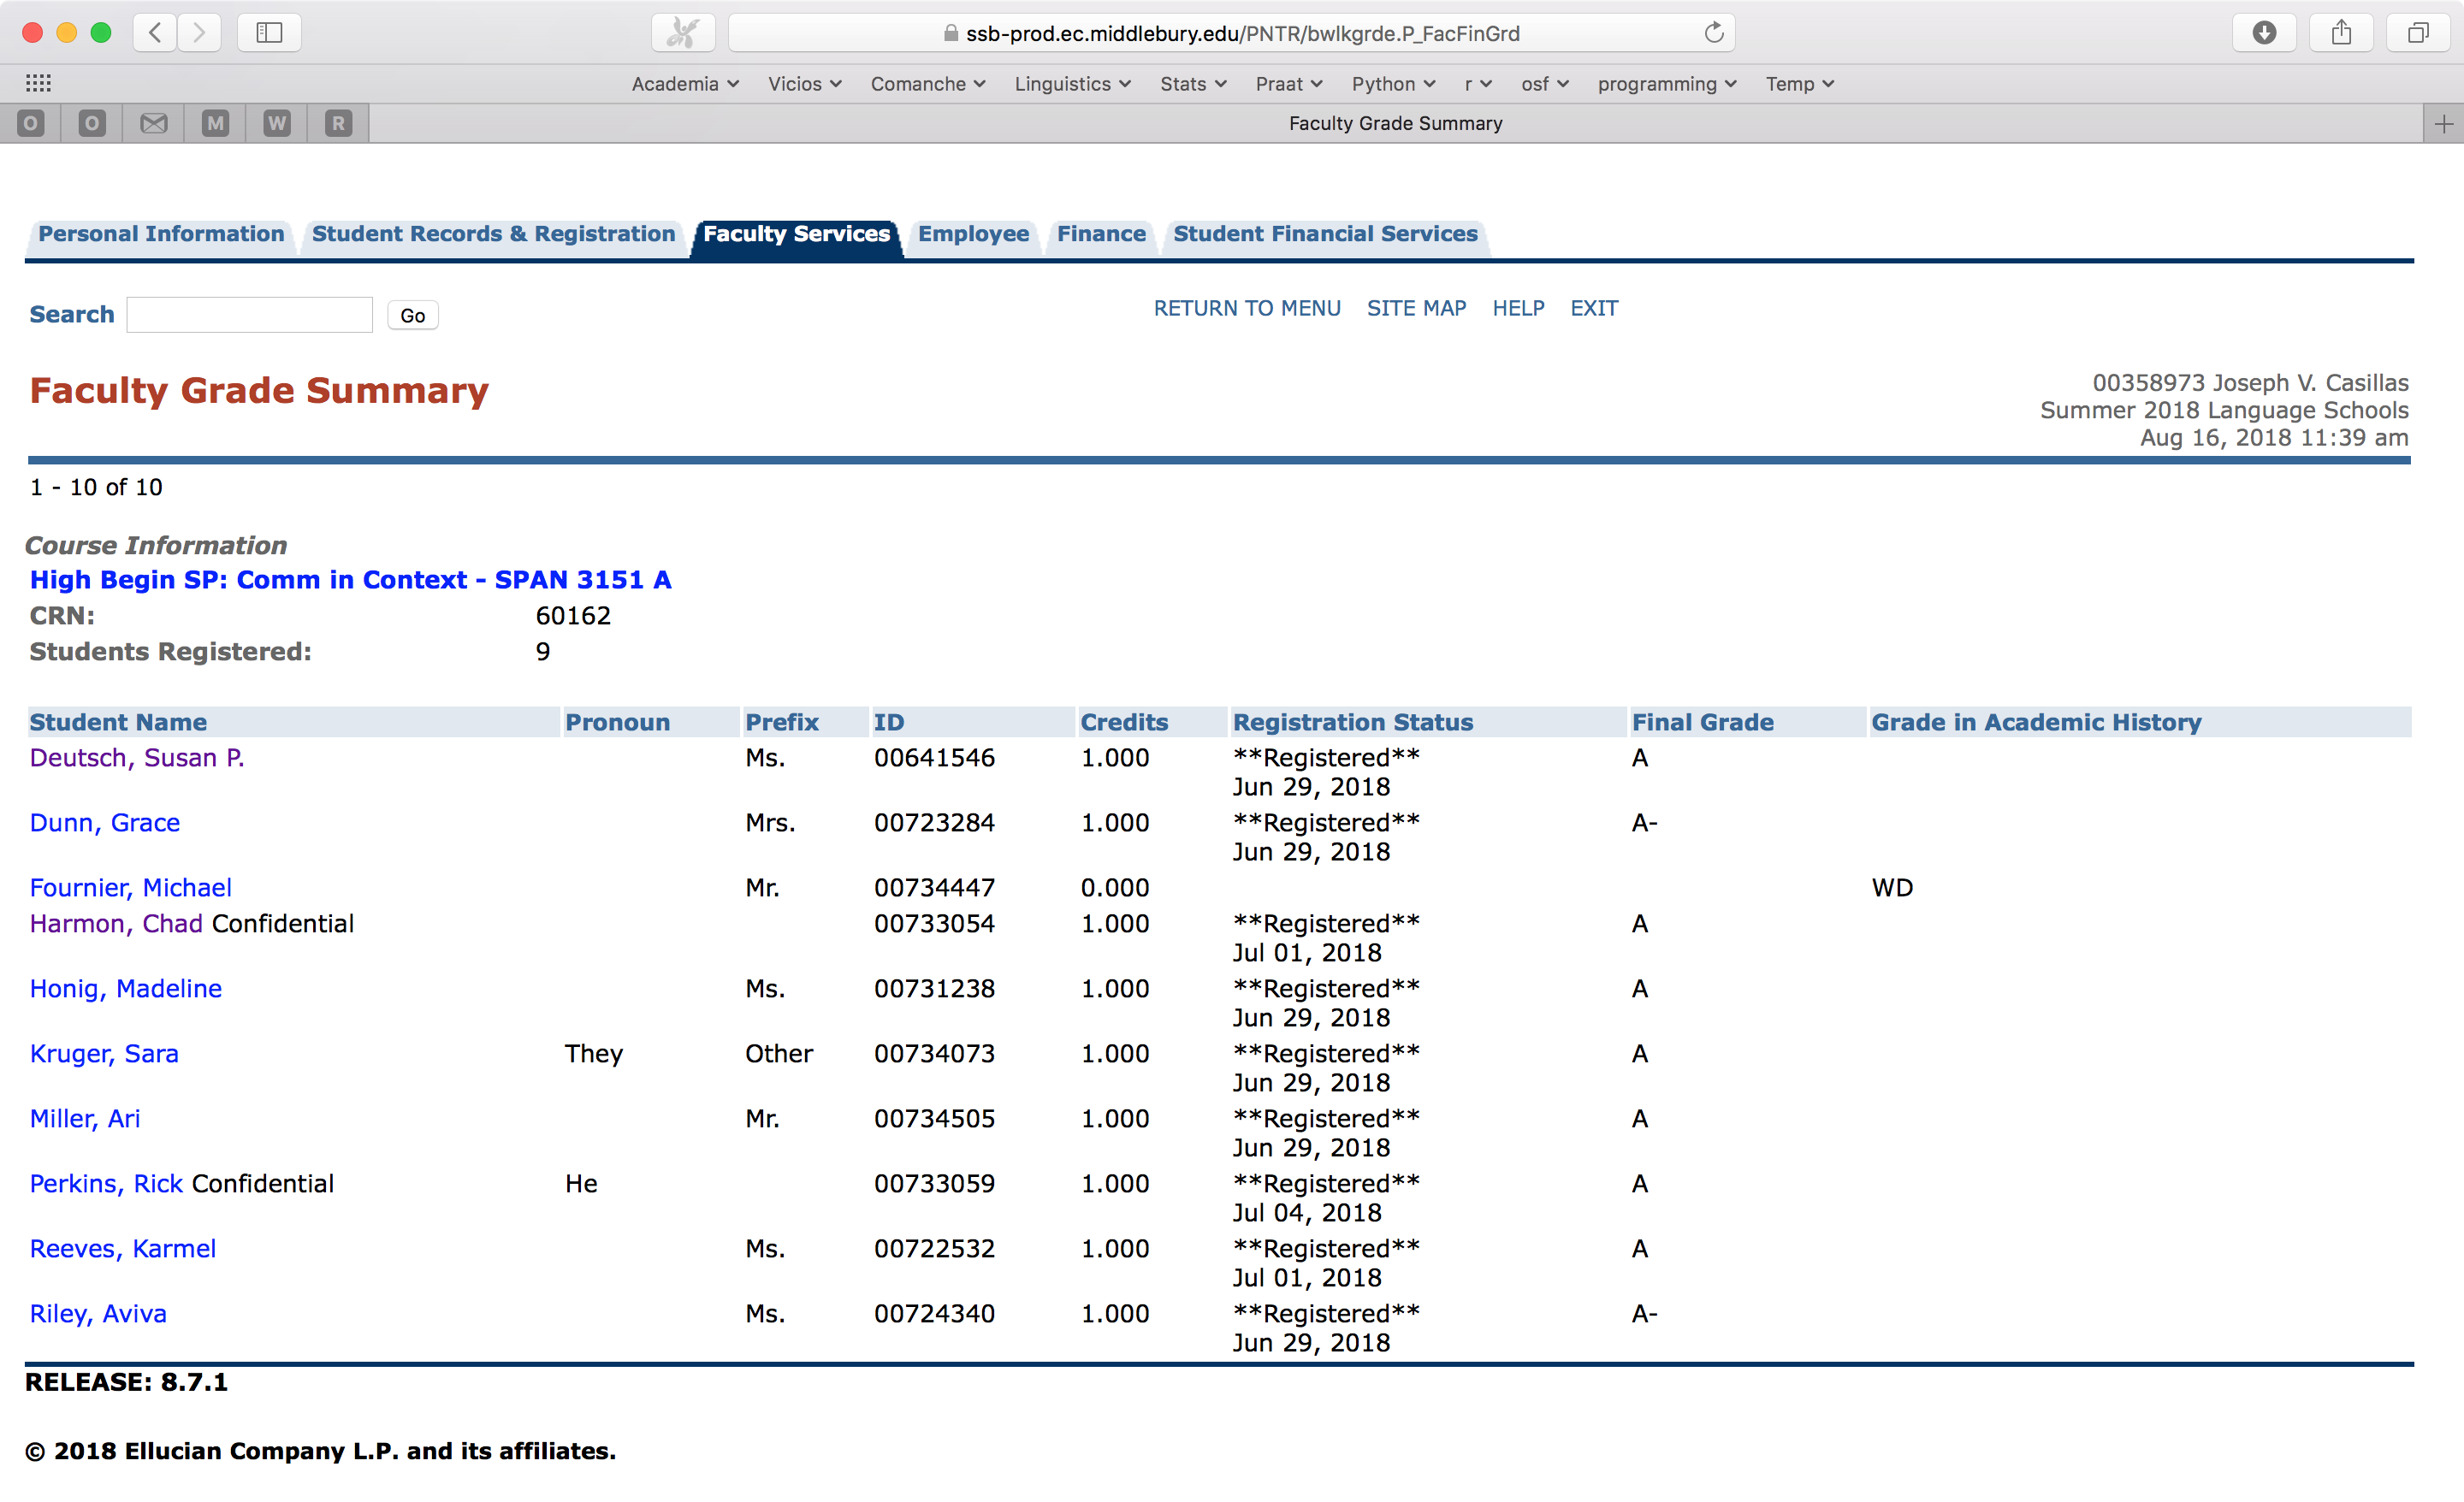 ssb-prod.ec.middlebury.edu/PNTR/bwlkgrde.P_FacFinGrd
Academia Vicios Comanche Linguistics Stats Praat Python r osf programming Temp
O O M W R Faculty Grade Summary
Personal Information Student Records & Registration Faculty Services Employee Finance Student Financial Services
Search Go RETURN TO MENU SITE MAP HELP EXIT
Faculty Grade Summary
00358973 Joseph V. Casillas
Summer 2018 Language Schools
Aug 16, 2018 11:39 am
1 - 10 of 10
Course Information
High Begin SP: Comm in Context - SPAN 3151 A
CRN: 60162
Students Registered: 9
Student Name Pronoun Prefix ID Credits Registration Status Final Grade Grade in Academic History
Deutsch, Susan P. Ms. 00641546 1.000 **Registered** A
Jun 29, 2018
Dunn, Grace Mrs. 00723284 1.000 **Registered** A-
Jun 29, 2018
Fournier, Michael Mr. 00734447 0.000 WD
Harmon, Chad Confidential 00733054 1.000 **Registered** A
Jul 01, 2018
Honig, Madeline Ms. 00731238 1.000 **Registered** A
Jun 29, 2018
Kruger, Sara They Other 00734073 1.000 **Registered** A
Jun 29, 2018
Miller, Ari Mr. 00734505 1.000 **Registered** A
Jun 29, 2018
Perkins, Rick Confidential He 00733059 1.000 **Registered** A
Jul 04, 2018
Reeves, Karmel Ms. 00722532 1.000 **Registered** A
Jul 01, 2018
Riley, Aviva Ms. 00724340 1.000 **Registered** A-
Jun 29, 2018
RELEASE: 8.7.1
© 2018 Ellucian Company L.P. and its affiliates.